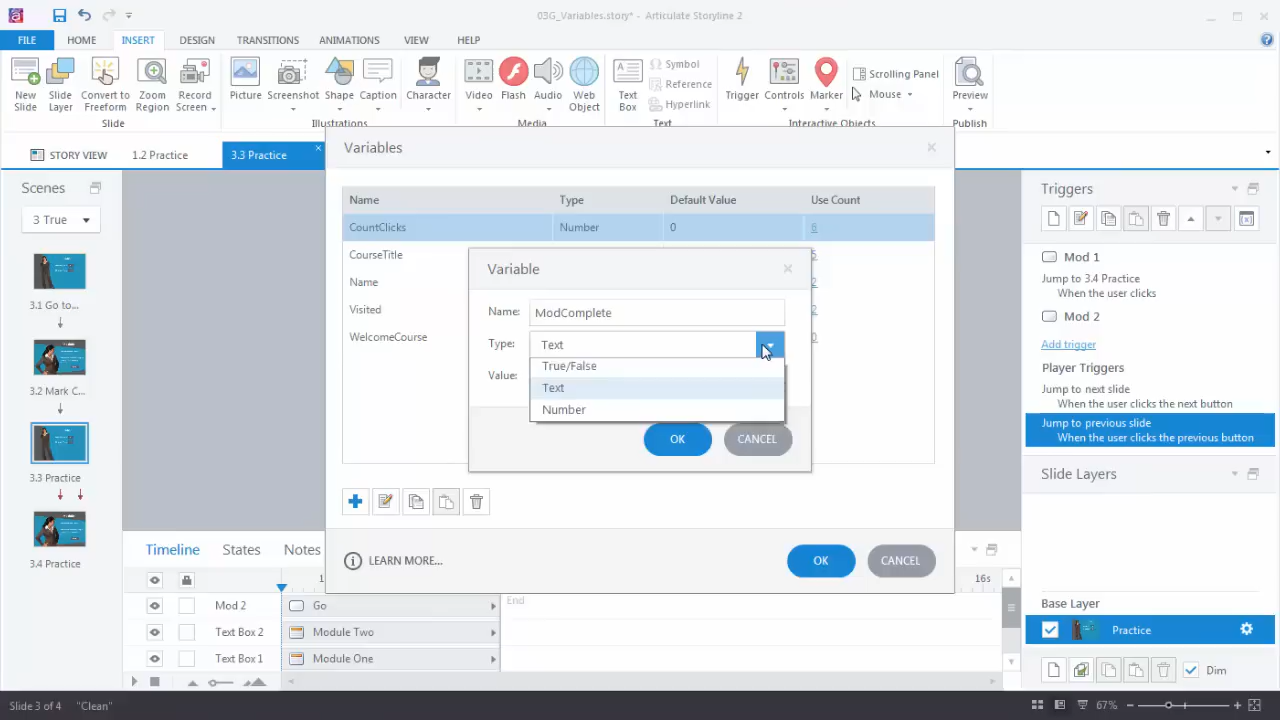 03G_Variables.story* - Articulate Storyline 2
FILE
HOME
INSERT
DESIGN
TRANSITIONS
ANIMATIONS
VIEW
HELP
New Slide
Slide Layer
Convert to Freeform
Zoom Region
Record Screen
Slide
Picture
Screenshot
Shape
Caption
Character
Illustrations
Video
Flash
Audio
Web Object
Media
Text Box
Symbol
Reference
Hyperlink
Text
Trigger
Controls
Marker
Scrolling Panel
Mouse
Interactive Objects
Preview
Publish
STORY VIEW
1.2 Practice
3.3 Practice
Scenes
3 True
3.1 Go to...
3.2 Mark C...
3.3 Practice
3.4 Practice
Variables
Name Type Default Value Use Count
CountClicks Number 0 6
CourseTitle
Name
Visited
WelcomeCourse
Variable
Name: ModComplete
Type: Text
True/False
Text
Number
Value:
OK CANCEL
LEARN MORE...
OK CANCEL
Triggers
Mod 1
Jump to 3.4 Practice
When the user clicks
Mod 2
Add trigger
Player Triggers
Jump to next slide
When the user clicks the next button
Jump to previous slide
When the user clicks the previous button
Slide Layers
Base Layer
Practice
Dim
Timeline
States
Notes
16s
Mod 2 Go End
Text Box 2 Module Two
Text Box 1 Module One
Slide 3 of 4 "Clean"
67%